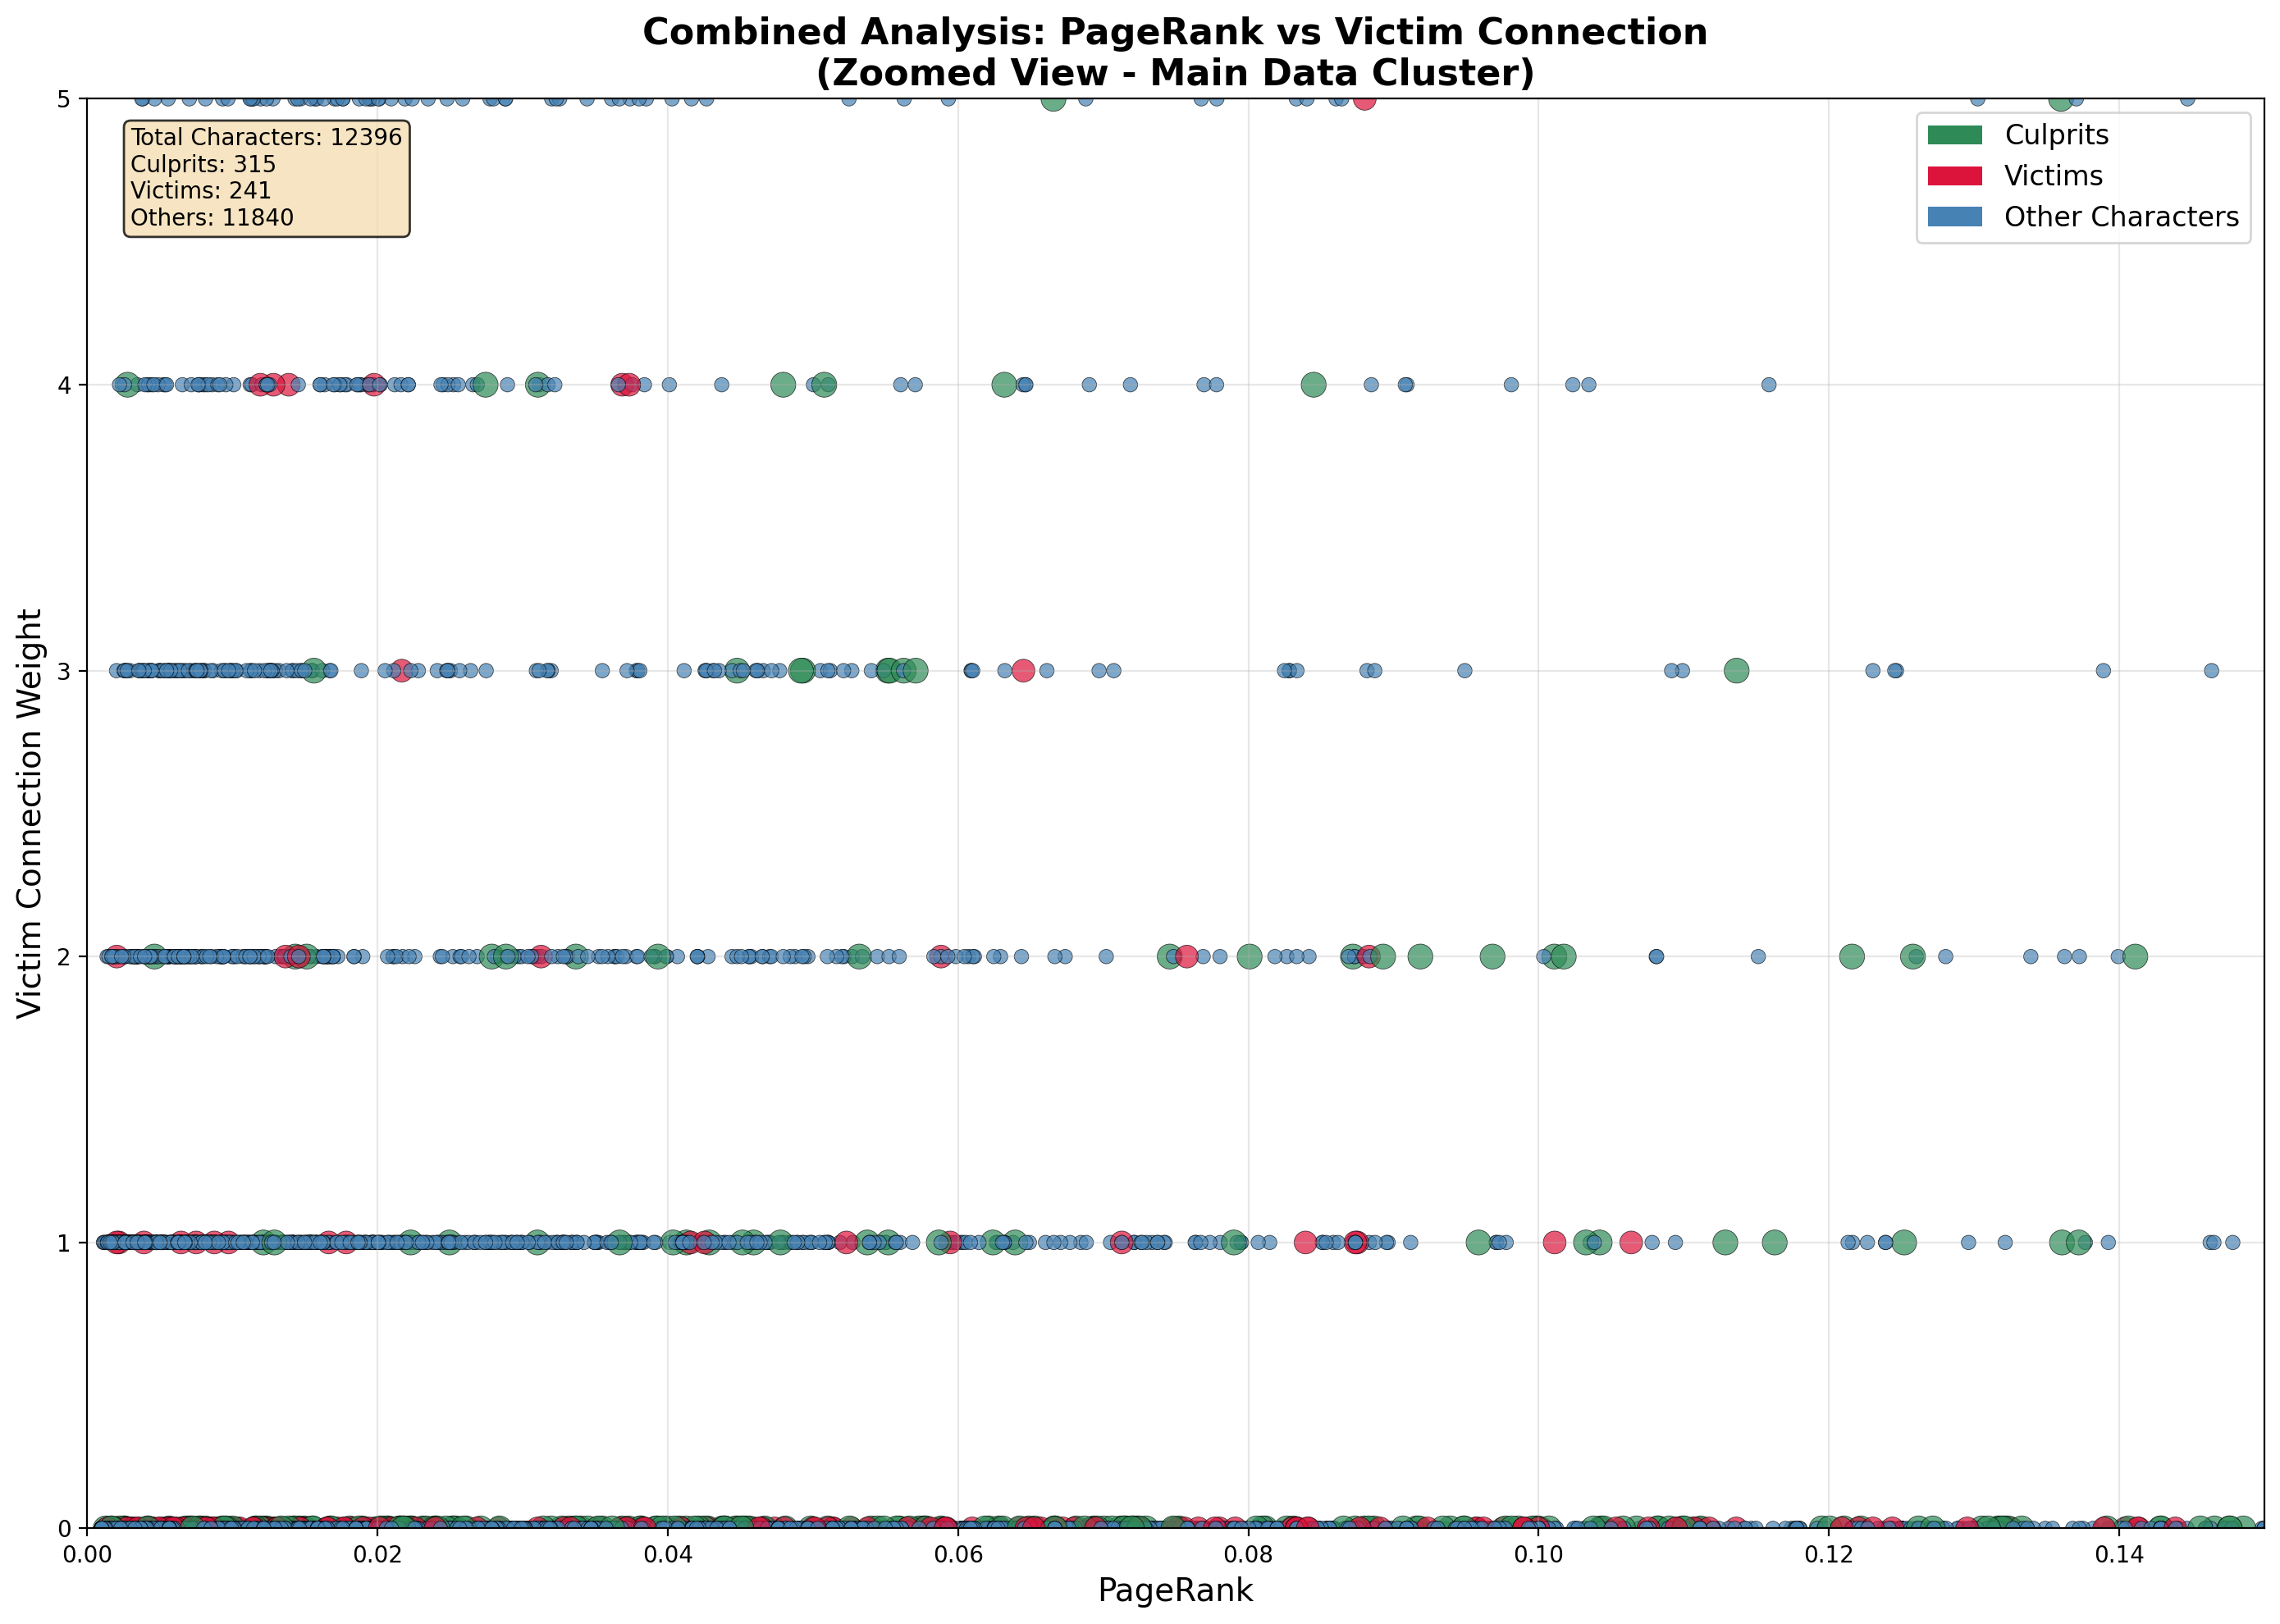 Combined Analysis: PageRank vs Victim Connection
(Zoomed View - Main Data Cluster)
5
Total Characters: 12396
Culprits: 315
Victims: 241
Others: 11840
Culprits
Victims
Other Characters
4
3
Victim Connection Weight
2
1
0
0.00
0.02
0.04
0.06
0.08
0.10
0.12
0.14
PageRank